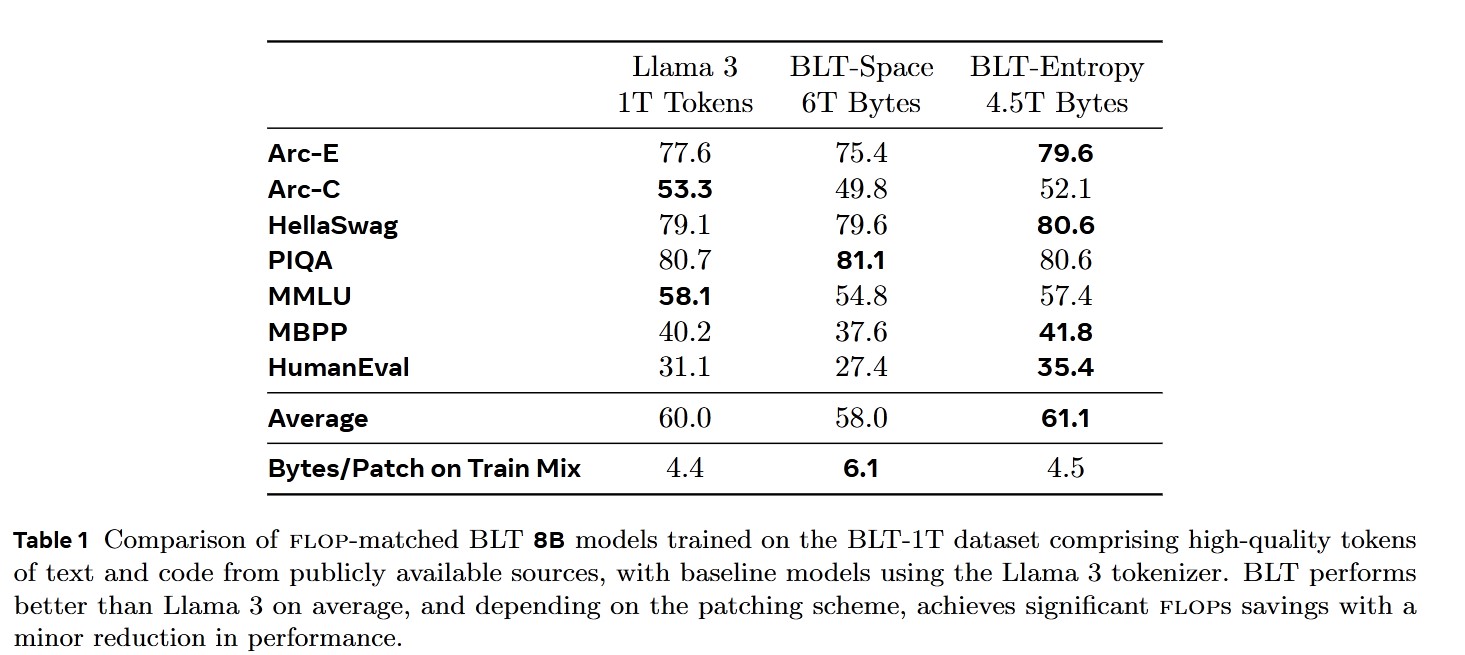 Llama 3 BLT-Space BLT-Entropy
1T Tokens 6T Bytes 4.5T Bytes
Arc-E 77.6 75.4 79.6
Arc-C 53.3 49.8 52.1
HellaSwag 79.1 79.6 80.6
PIQA 80.7 81.1 80.6
MMLU 58.1 54.8 57.4
MBPP 40.2 37.6 41.8
HumanEval 31.1 27.4 35.4
Average 60.0 58.0 61.1
Bytes/Patch on Train Mix 4.4 6.1 4.5
Table 1 Comparison of FLOP-matched BLT 8B models trained on the BLT-1T dataset comprising high-quality tokens
of text and code from publicly available sources, with baseline models using the Llama 3 tokenizer. BLT performs
better than Llama 3 on average, and depending on the patching scheme, achieves significant FLOPs savings with a
minor reduction in performance.